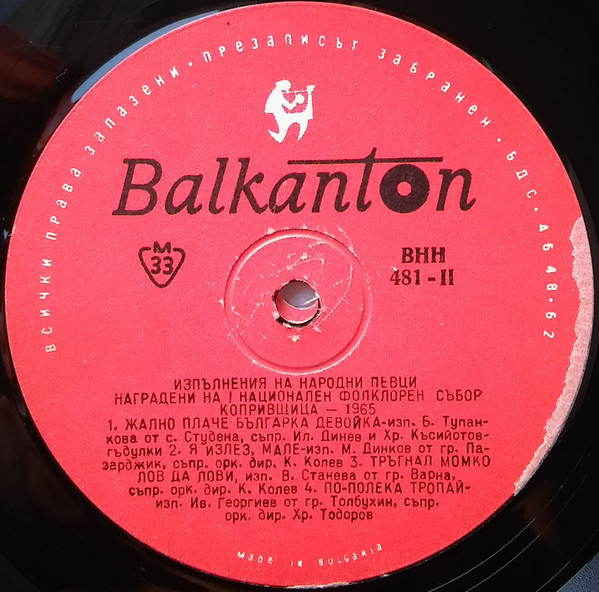 ВСИЧКИ ПРАВА ЗАПАЗЕНИ · ПРЕЗАПИСЪТ ЗАБРАНЕН · БДС · 4648-62
Balkanton
М
33
ВНН
481-II
ИЗПЪЛНЕНИЯ НА НАРОДНИ ПЕВЦИ
НАГРАДЕНИ НА I НАЦИОНАЛЕН ФОЛКЛОРЕН СЪБОР
КОПРИВЩИЦА — 1965
1. ЖАЛНО ПЛАЧЕ БЪЛГАРКА ДЕВОЙКА-изп. Б. Тупан-
кова от с. Студена, съпр. Ил. Динев и Хр. Късийотов-
гъдулки 2. Я ИЗЛЕЗ, МАЛЕ-изп. М. Динков от гр. Па-
зарджик, съпр. орк. дир. К. Колев 3. ТРЪГНАЛ МОМКО
ЛОВ ДА ЛОВИ, изп. В. Станева от гр. Варна,
съпр. орк. дир. К. Колев 4. ПО-ПОЛЕКА ТРОПАЙ-
изп. Ив. Георгиев от гр. Толбухин, съпр.
орк. дир. Хр. Тодоров
Made in Bulgaria